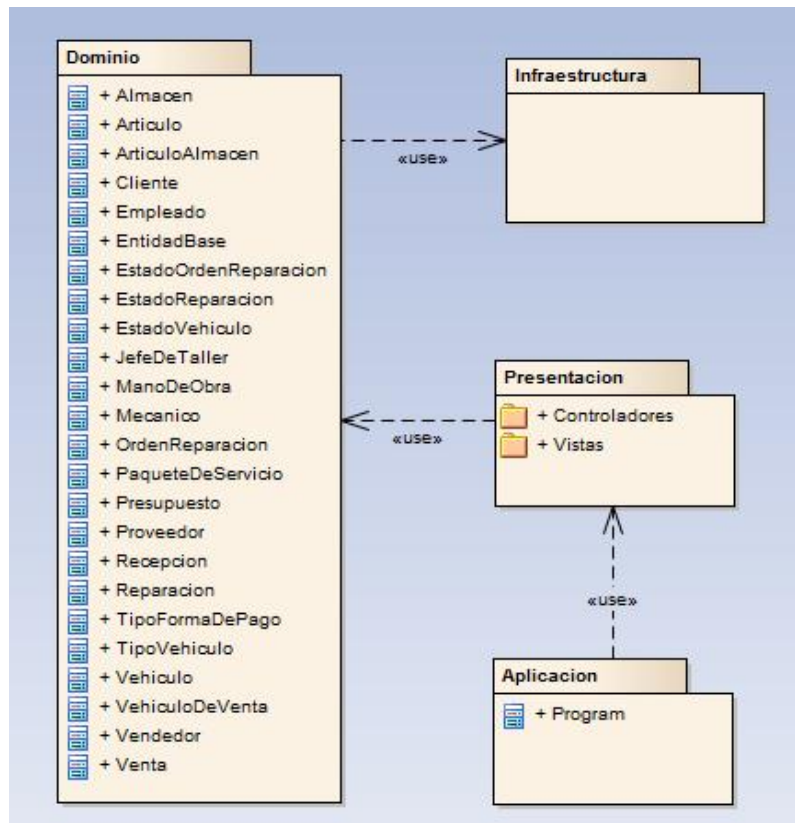 Dominio
+ Almacen
+ Articulo
+ ArticuloAlmacen
+ Cliente
+ Empleado
+ EntidadBase
+ EstadoOrdenReparacion
+ EstadoReparacion
+ EstadoVehiculo
+ JefeDeTaller
+ ManoDeObra
+ Mecanico
+ OrdenReparacion
+ PaqueteDeServicio
+ Presupuesto
+ Proveedor
+ Recepcion
+ Reparacion
+ TipoFormaDePago
+ TipoVehiculo
+ Vehiculo
+ VehiculoDeVenta
+ Vendedor
+ Venta
«use»
Infraestructura
«use»
Presentacion
+ Controladores
+ Vistas
«use»
Aplicacion
+ Program